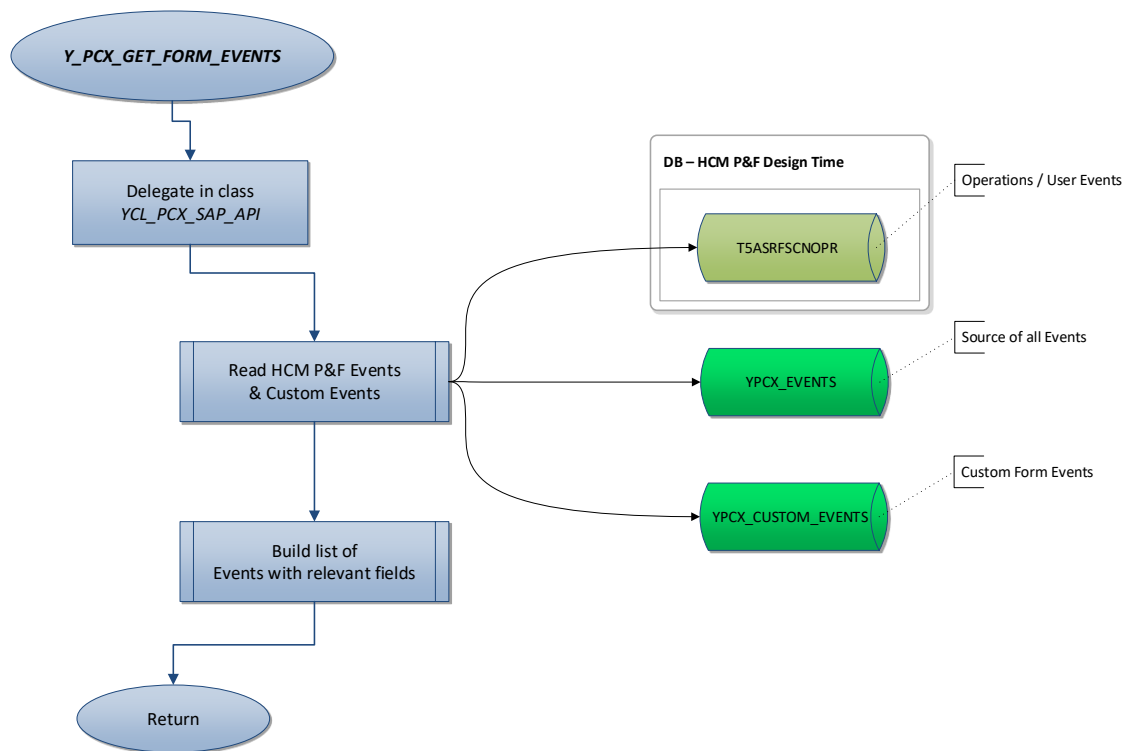 Y_PCX_GET_FORM_EVENTS
Delegate in class
YCL_PCX_SAP_API
Read HCM P&F Events
& Custom Events
Build list of
Events with relevant fields
Return
DB – HCM P&F Design Time
T5ASRFSCNOPR
YPCX_EVENTS
YPCX_CUSTOM_EVENTS
Operations / User Events
Source of all Events
Custom Form Events